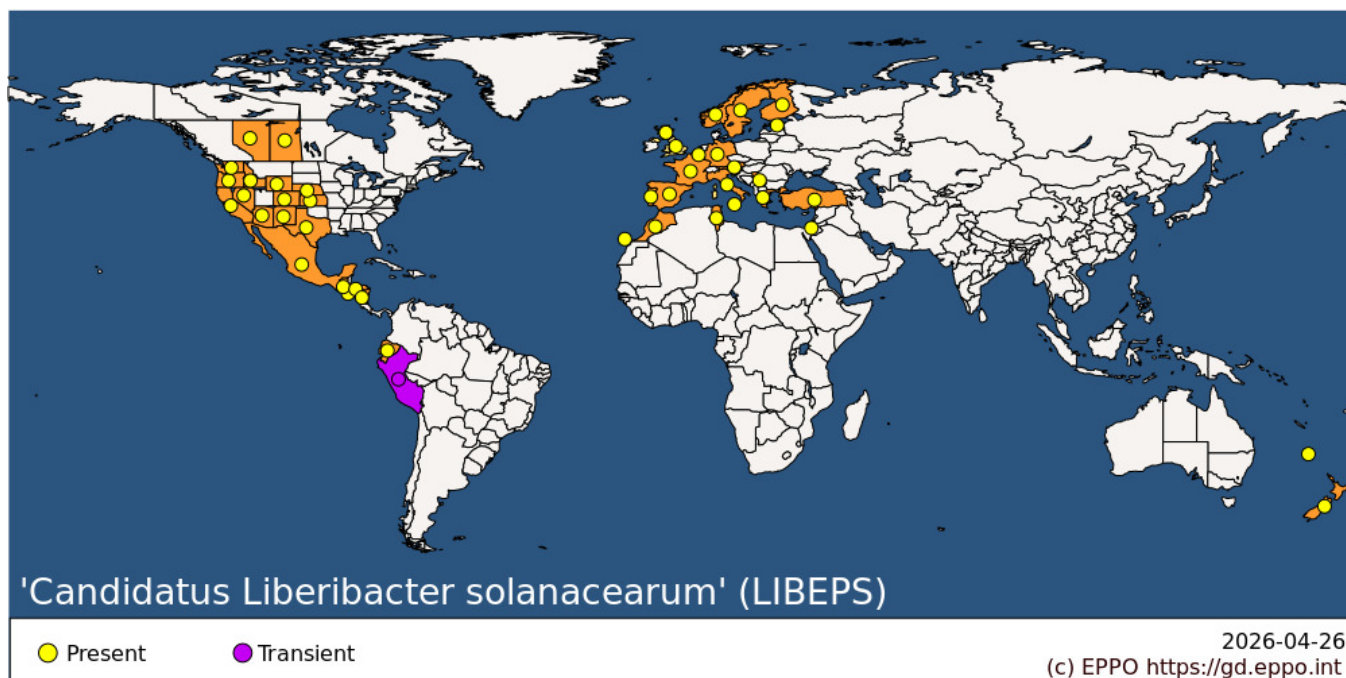 'Candidatus Liberibacter solanacearum' (LIBEPS)
Present
Transient
2026-04-26
(c) EPPO https://gd.eppo.int